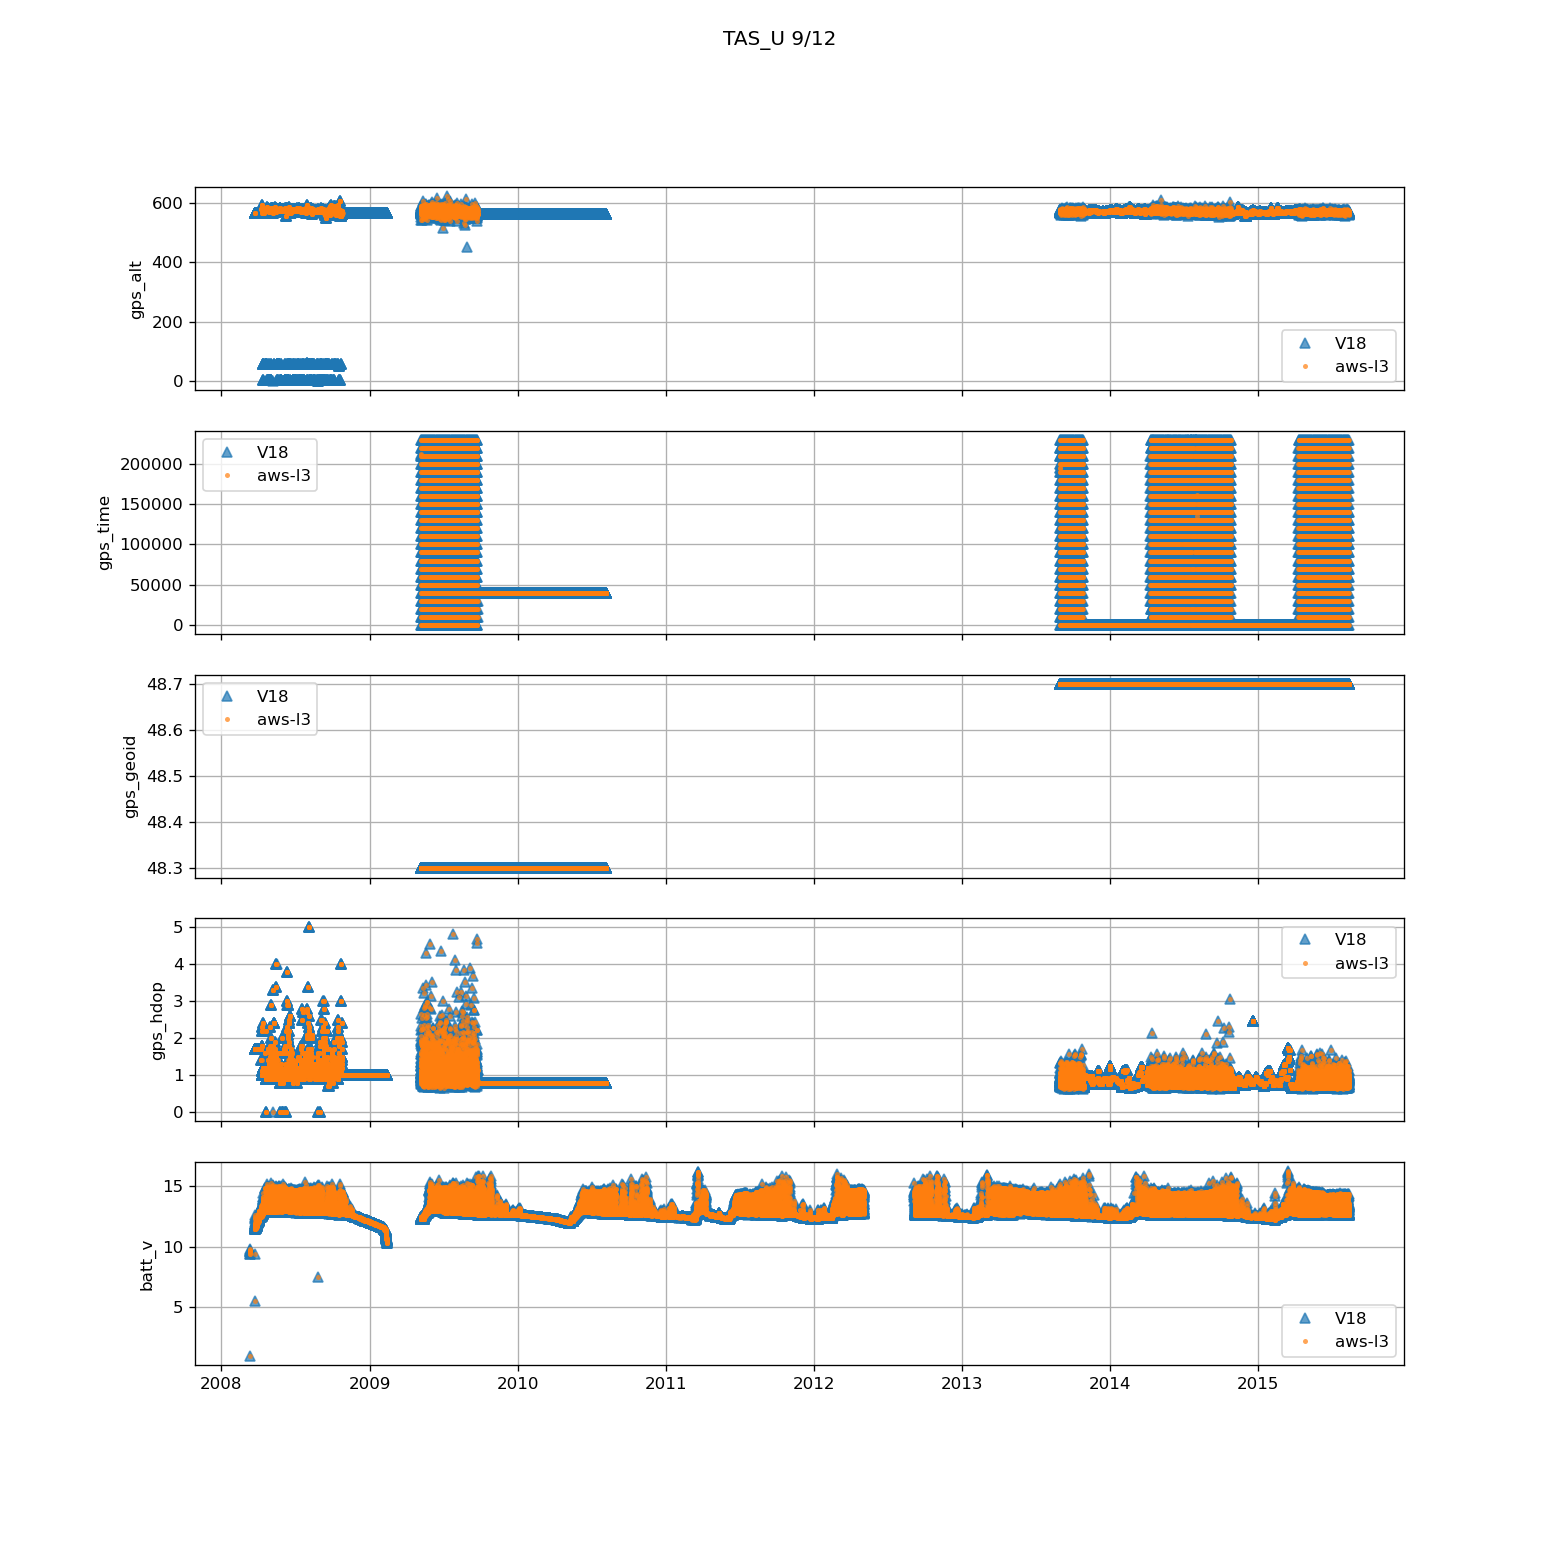 TAS_U 9/12
600
400
200
0
gps_alt
V18
aws-l3
200000
150000
100000
50000
0
gps_time
V18
aws-l3
48.7
48.6
48.5
48.4
48.3
gps_geoid
V18
aws-l3
5
4
3
2
1
0
gps_hdop
V18
aws-l3
15
10
5
batt_v
V18
aws-l3
2008 2009 2010 2011 2012 2013 2014 2015